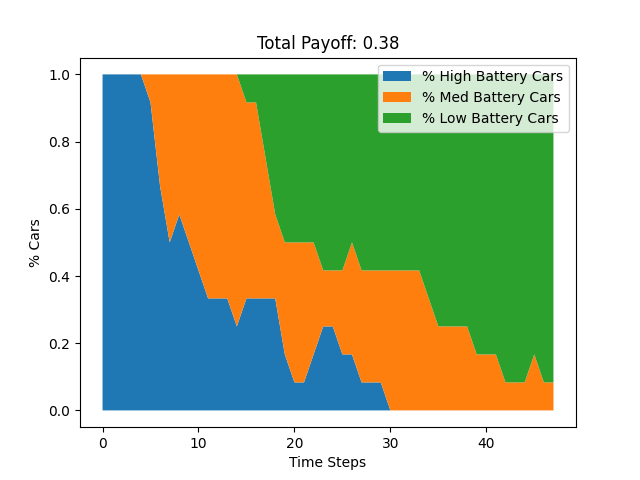 Total Payoff: 0.38
% High Battery Cars
% Med Battery Cars
% Low Battery Cars
1.0
0.8
0.6
0.4
0.2
0.0
% Cars
0 10 20 30 40
Time Steps